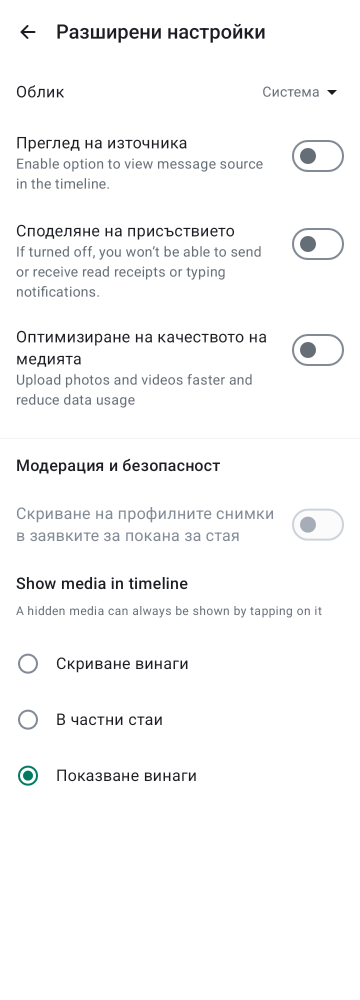 Разширени настройки
Облик
Система
Преглед на източника
Enable option to view message source
in the timeline.
Споделяне на присъствието
If turned off, you won't be able to send
or receive read receipts or typing
notifications.
Оптимизиране на качеството на
медията
Upload photos and videos faster and
reduce data usage
Модерация и безопасност
Скриване на профилните снимки
в заявките за покана за стая
Show media in timeline
A hidden media can always be shown by tapping on it
Скриване винаги
В частни стаи
Показване винаги